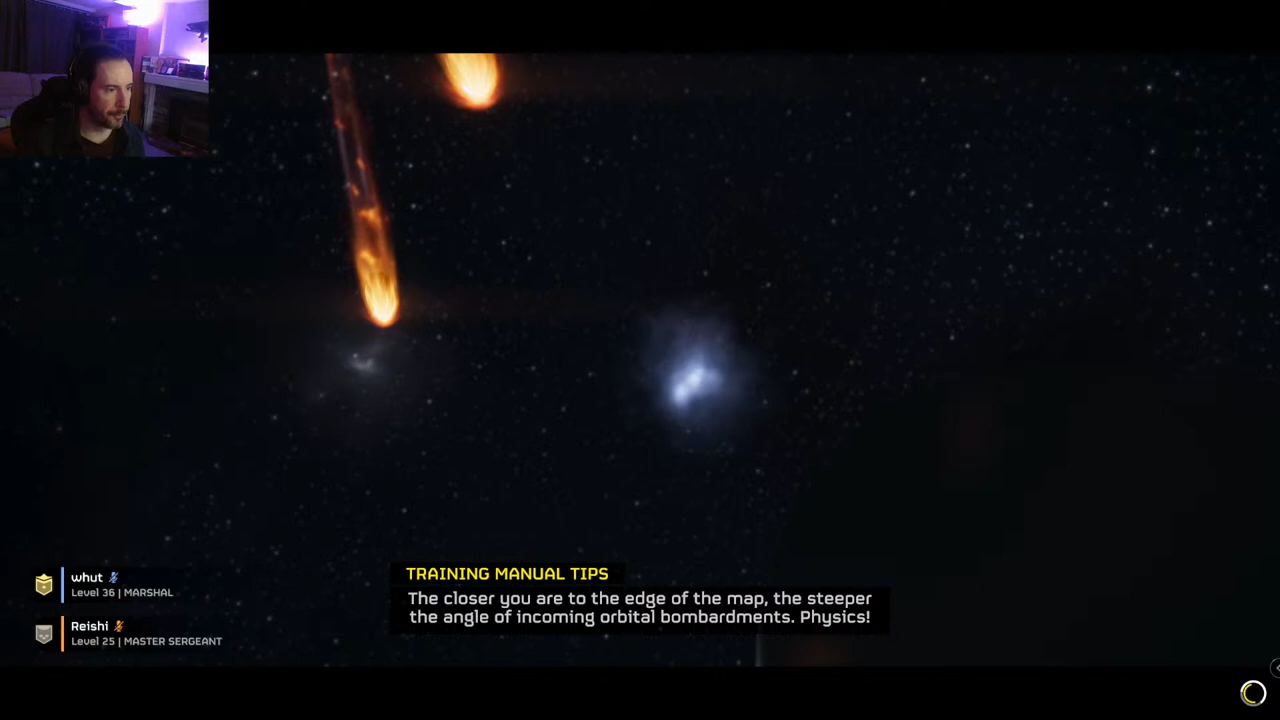 TRAINING MANUAL TIPS
The closer you are to the edge of the map, the steeper
the angle of incoming orbital bombardments. Physics!
whut
Level 36 | MARSHAL
Reishi
Level 25 | MASTER SERGEANT